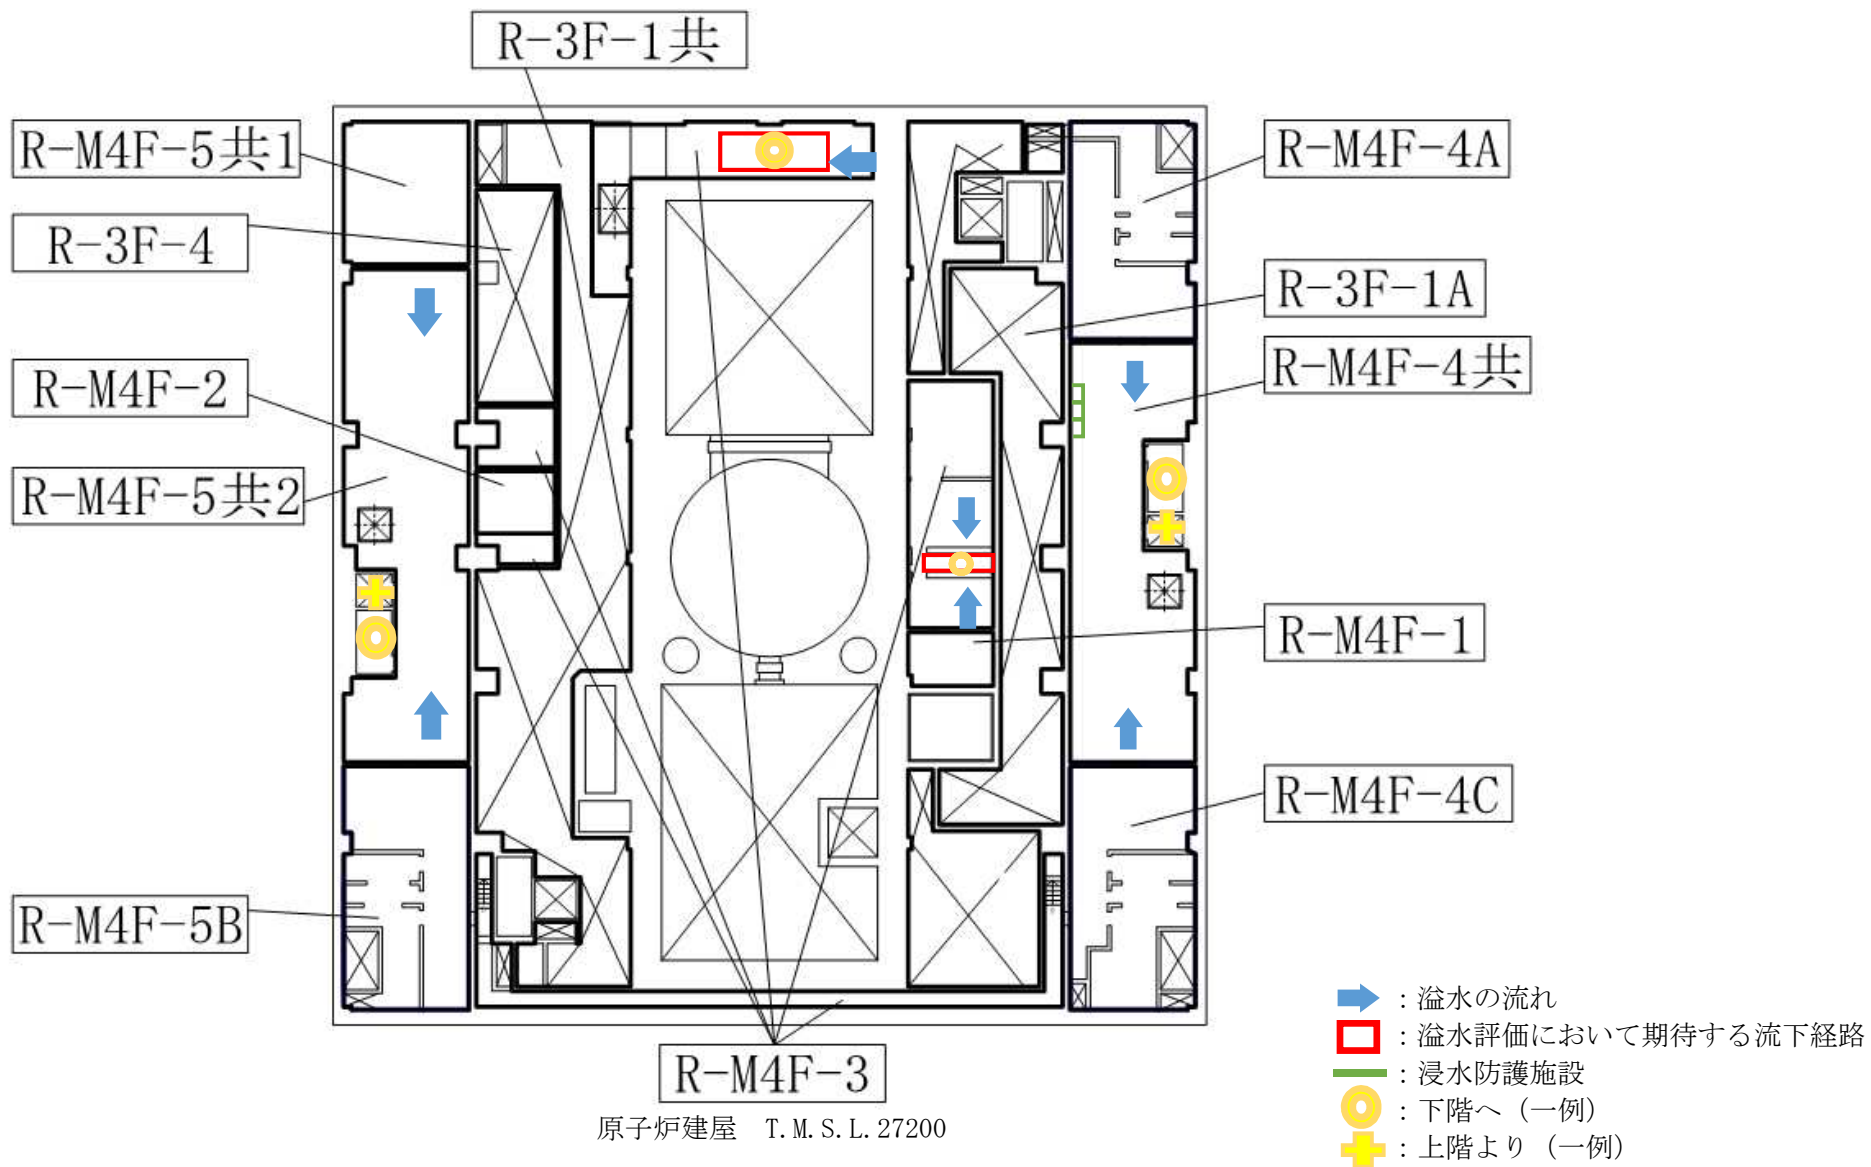 R-3F-1共
R-M4F-5共1
R-3F-4
R-M4F-2
R-M4F-5共2
R-M4F-5B
R-M4F-4A
R-3F-1A
R-M4F-4共
R-M4F-1
R-M4F-4C
R-M4F-3
原子炉建屋 T.M.S.L.27200
：溢水の流れ
：溢水評価において期待する流下経路
：浸水防護施設
：下階へ（一例）
：上階より（一例）